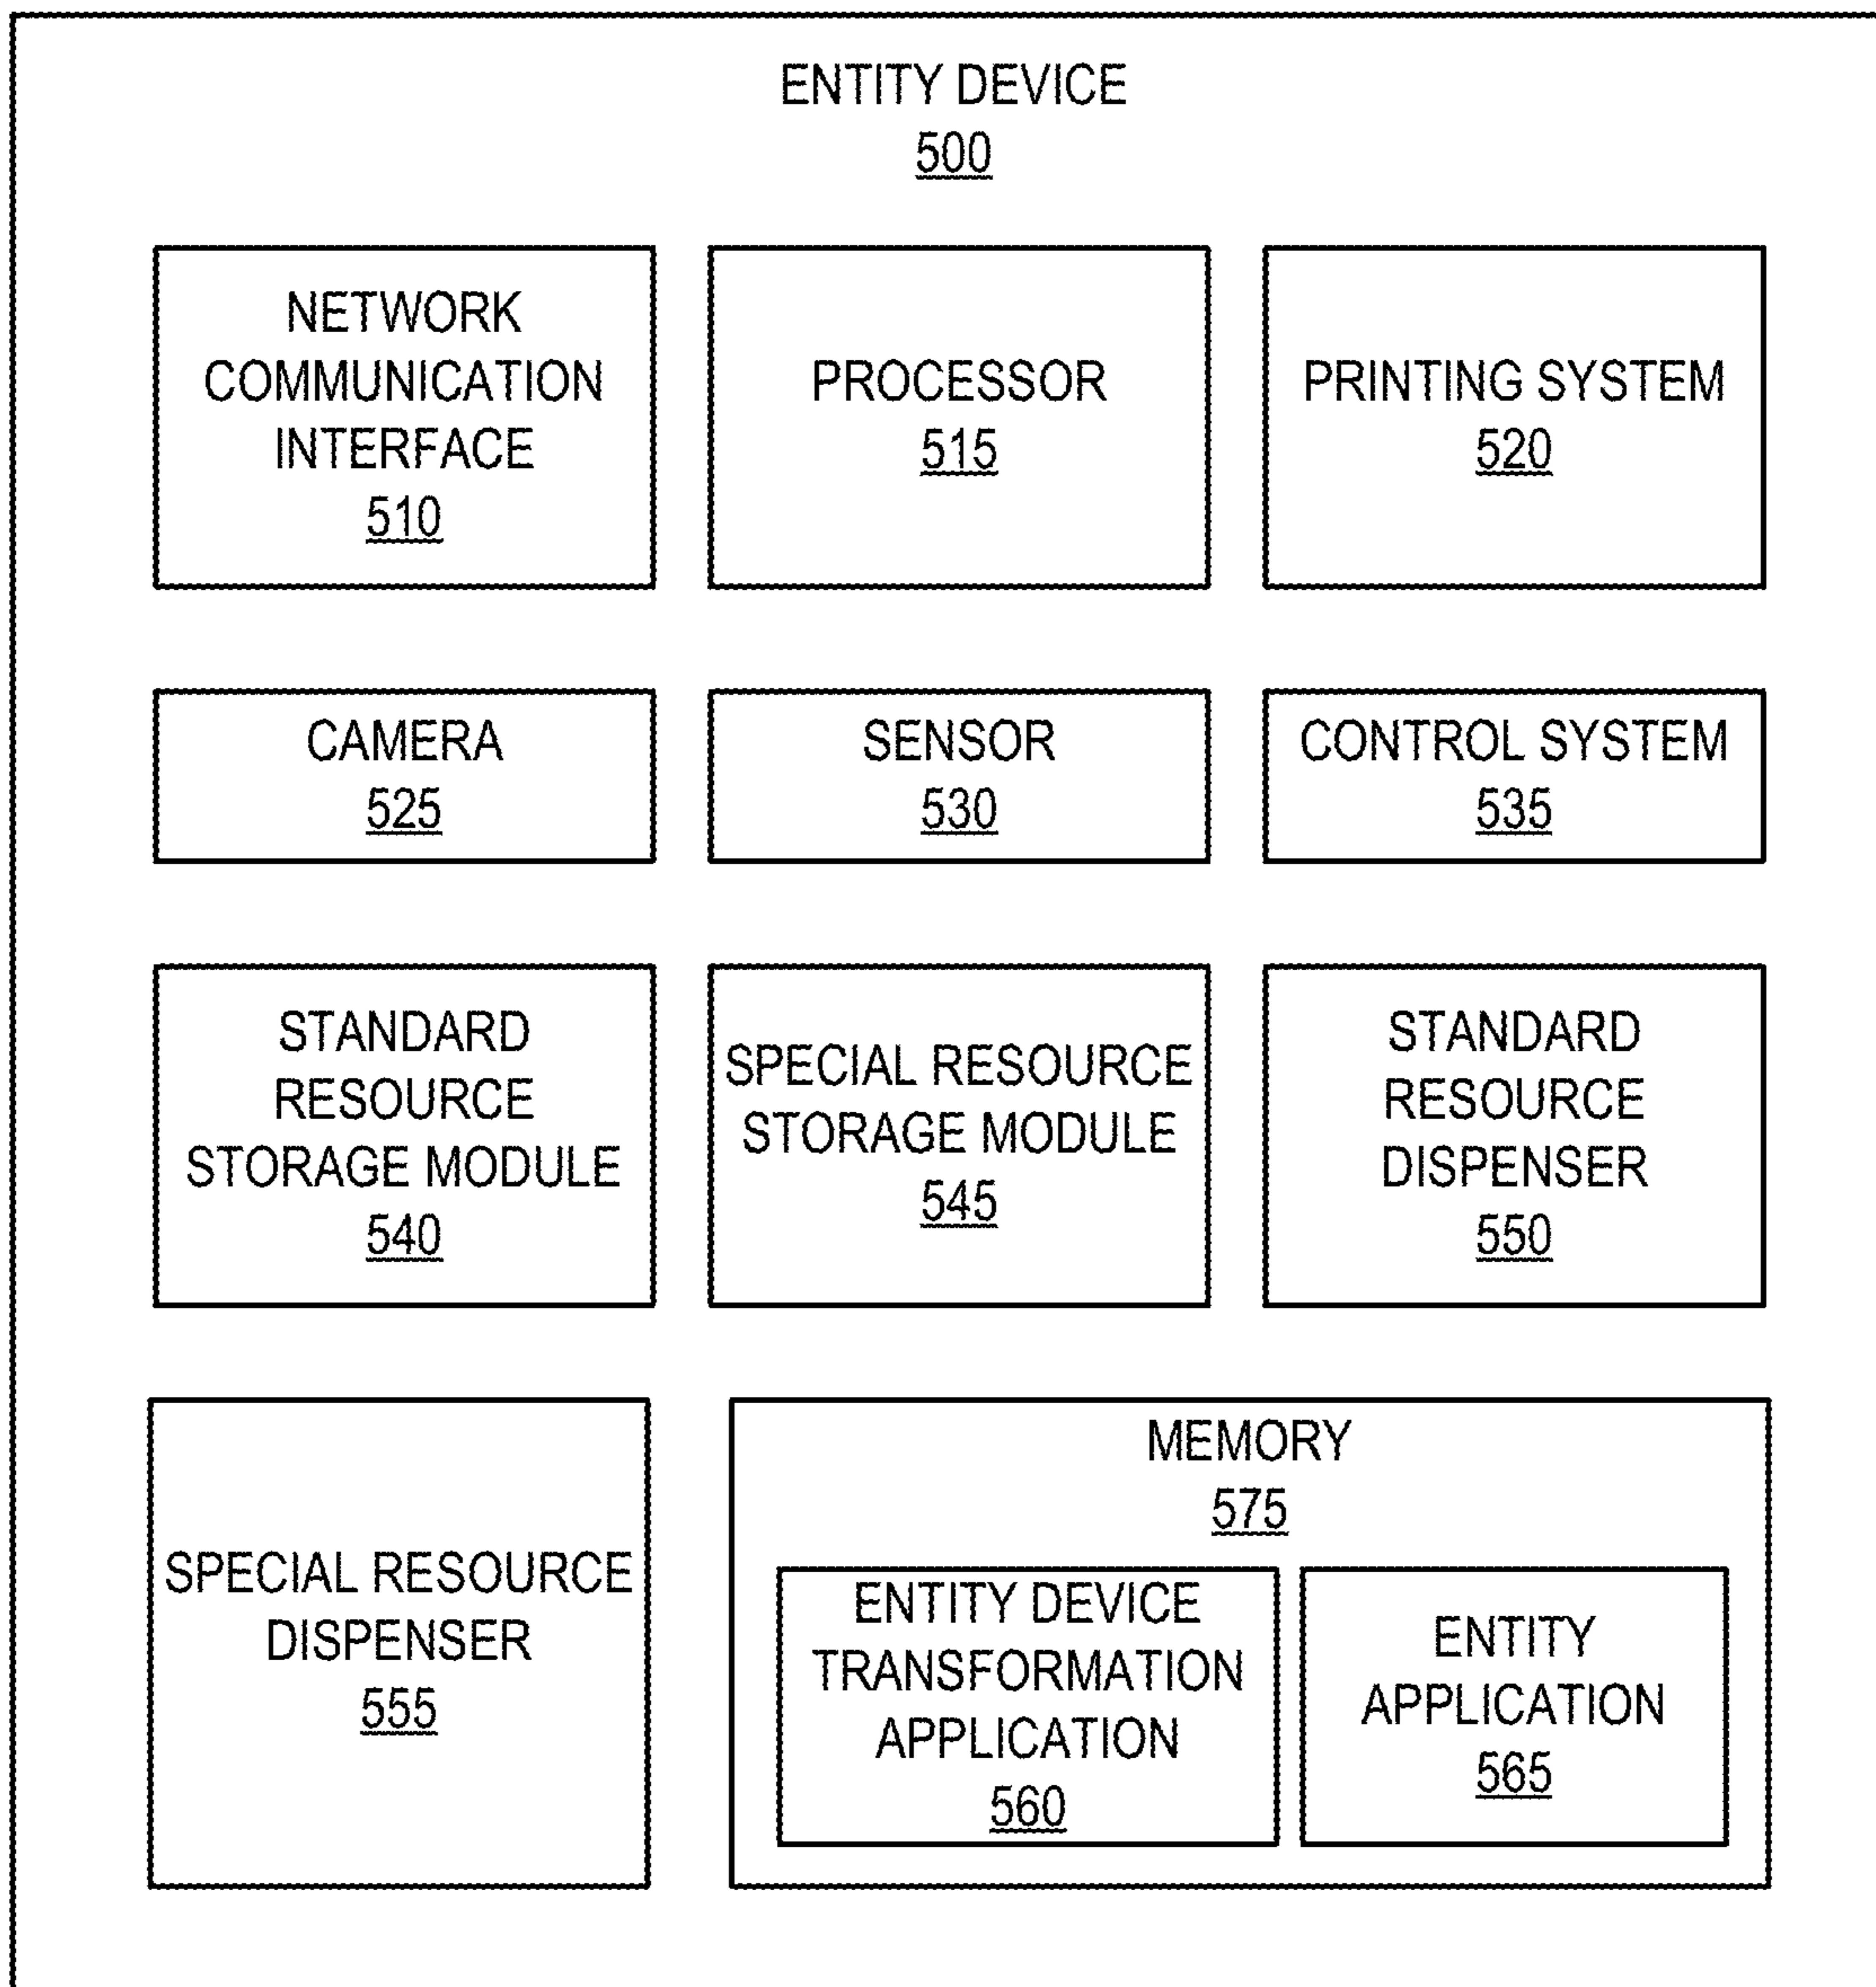 ENTITY DEVICE
500
NETWORK
COMMUNICATION
INTERFACE
510
PROCESSOR
515
PRINTING SYSTEM
520
CAMERA
525
SENSOR
530
CONTROL SYSTEM
535
STANDARD
RESOURCE
STORAGE MODULE
540
SPECIAL RESOURCE
STORAGE MODULE
545
STANDARD
RESOURCE
DISPENSER
550
SPECIAL RESOURCE
DISPENSER
555
MEMORY
575
ENTITY DEVICE
TRANSFORMATION
APPLICATION
560
ENTITY
APPLICATION
565